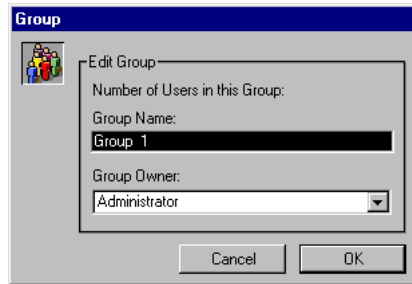 Group
Edit Group
Number of Users in this Group:
Group Name:
Group 1
Group Owner:
Administrator
Cancel
OK